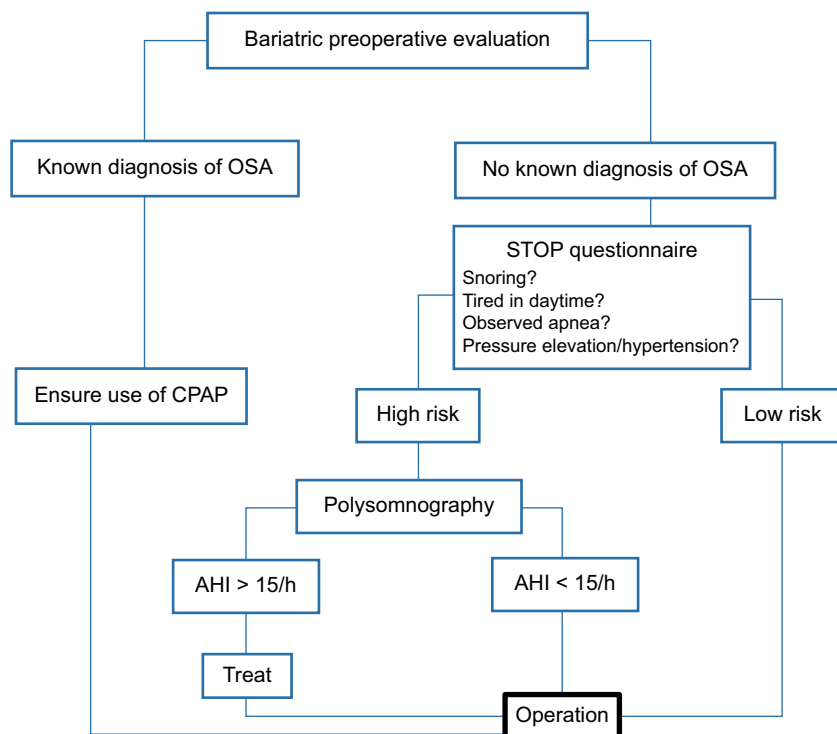 Bariatric preoperative evaluation
Known diagnosis of OSA
No known diagnosis of OSA
STOP questionnaire
Snoring?
Tired in daytime?
Observed apnea?
Pressure elevation/hypertension?
Ensure use of CPAP
High risk
Low risk
Polysomnography
AHI > 15/h
AHI < 15/h
Treat
Operation